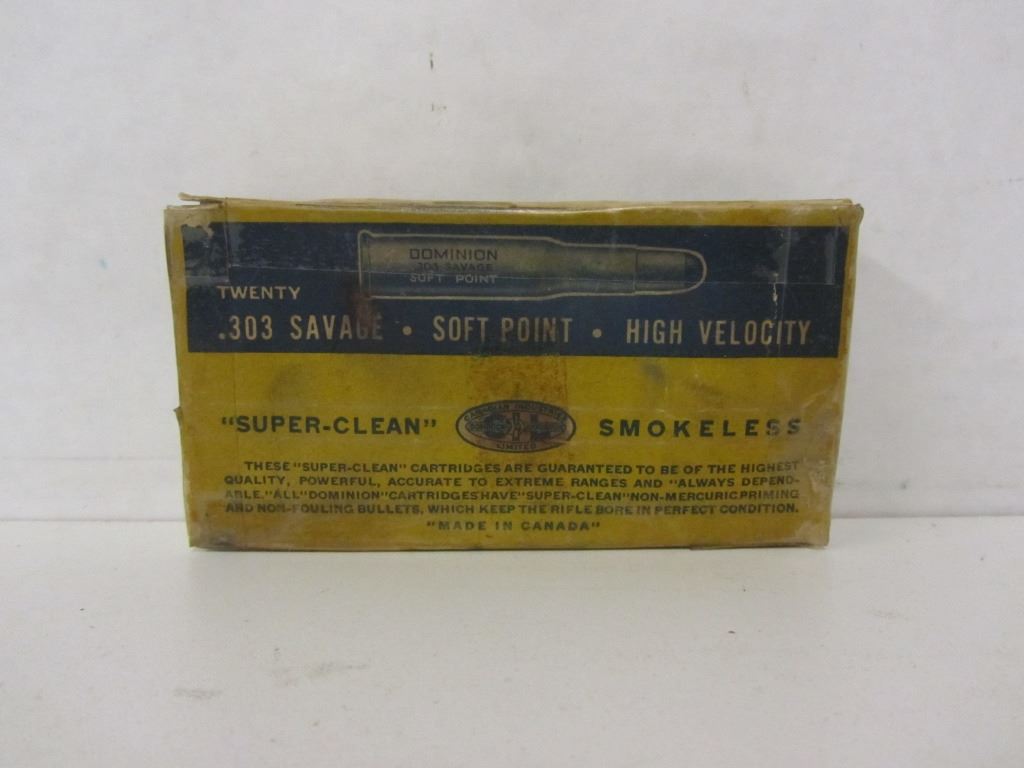 DOMINION
.303 SAVAGE
SOFT POINT
TWENTY
.303 SAVAGE • SOFT POINT • HIGH VELOCITY
"SUPER-CLEAN" SMOKELESS
CANADIAN INDUSTRIES
LIMITED
THESE "SUPER-CLEAN" CARTRIDGES ARE GUARANTEED TO BE OF THE HIGHEST
QUALITY, POWERFUL, ACCURATE TO EXTREME RANGES AND "ALWAYS DEPEND-
ABLE." ALL "DOMINION" CARTRIDGES HAVE "SUPER-CLEAN" NON-MERCURIC PRIMING
AND NON-FOULING BULLETS, WHICH KEEP THE RIFLE BORE IN PERFECT CONDITION.
"MADE IN CANADA"